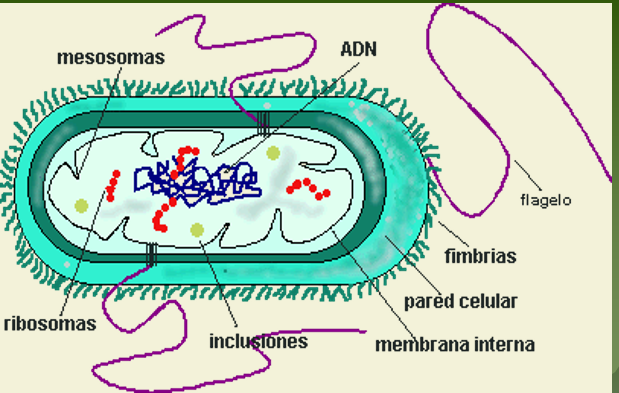 ADN
mesosomas
flagelo
fimbrias
pared celular
ribosomas
inclusiones
membrana interna